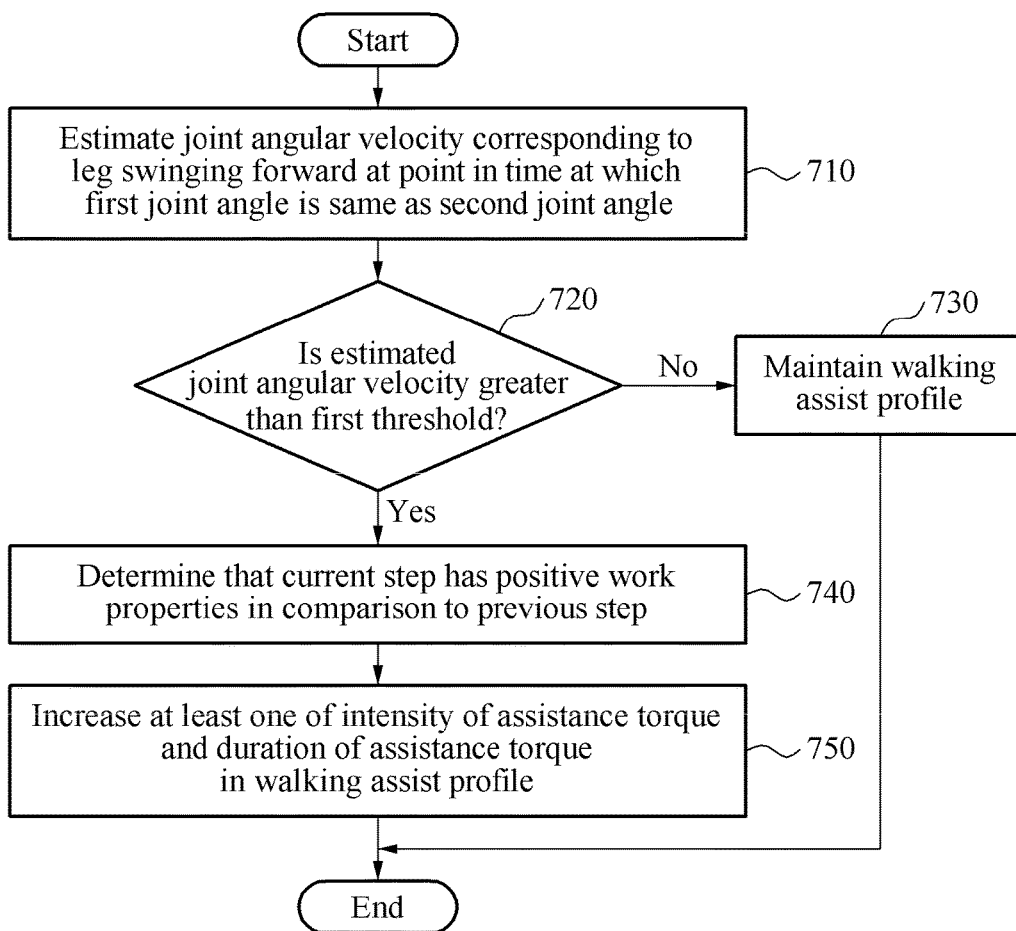 Start
Estimate joint angular velocity corresponding to
leg swinging forward at point in time at which
first joint angle is same as second joint angle
710
720
Is estimated
joint angular velocity greater
than first threshold?
No
730
Maintain walking
assist profile
Yes
Determine that current step has positive work
properties in comparison to previous step
740
Increase at least one of intensity of assistance torque
and duration of assistance torque
in walking assist profile
750
End